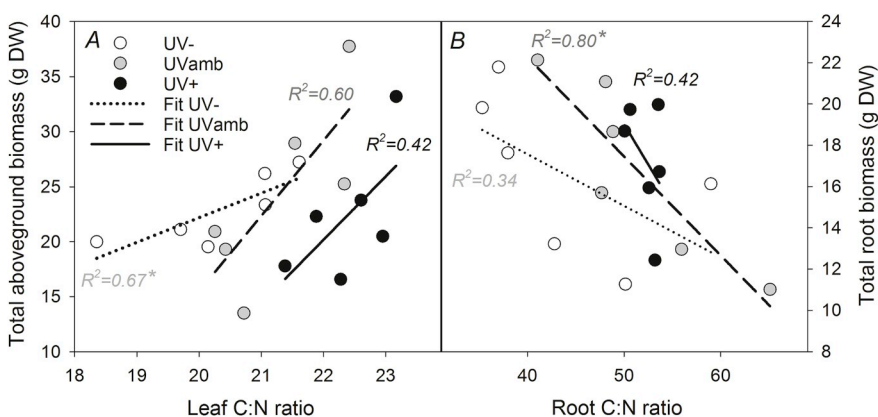 A
UV-
UVamb
UV+
Fit UV-
Fit UVamb
Fit UV+
R²=0.60
R²=0.42
R²=0.67*
Total aboveground biomass (g DW)
40
35
30
25
20
15
10
18
19
20
21
22
23
Leaf C:N ratio
B
R²=0.80*
R²=0.42
R²=0.34
40
50
60
Root C:N ratio
24
22
20
18
16
14
12
10
8
Total root biomass (g DW)